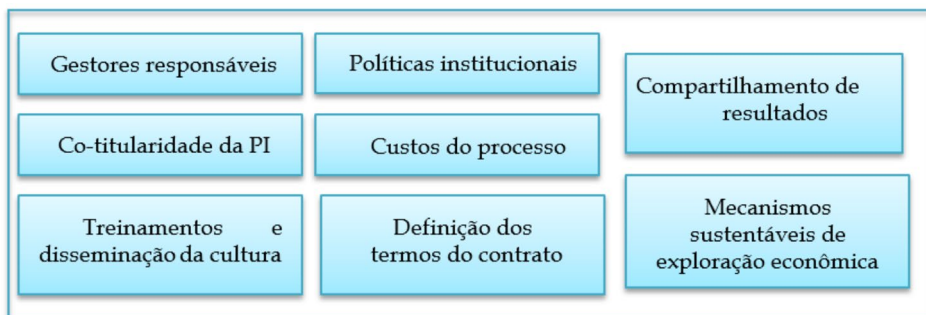 Gestores responsáveis
Políticas institucionais
Compartilhamento de
resultados
Co-titularidade da PI
Custos do processo
Treinamentos e
disseminação da cultura
Definição dos
termos do contrato
Mecanismos
sustentáveis de
exploração econômica